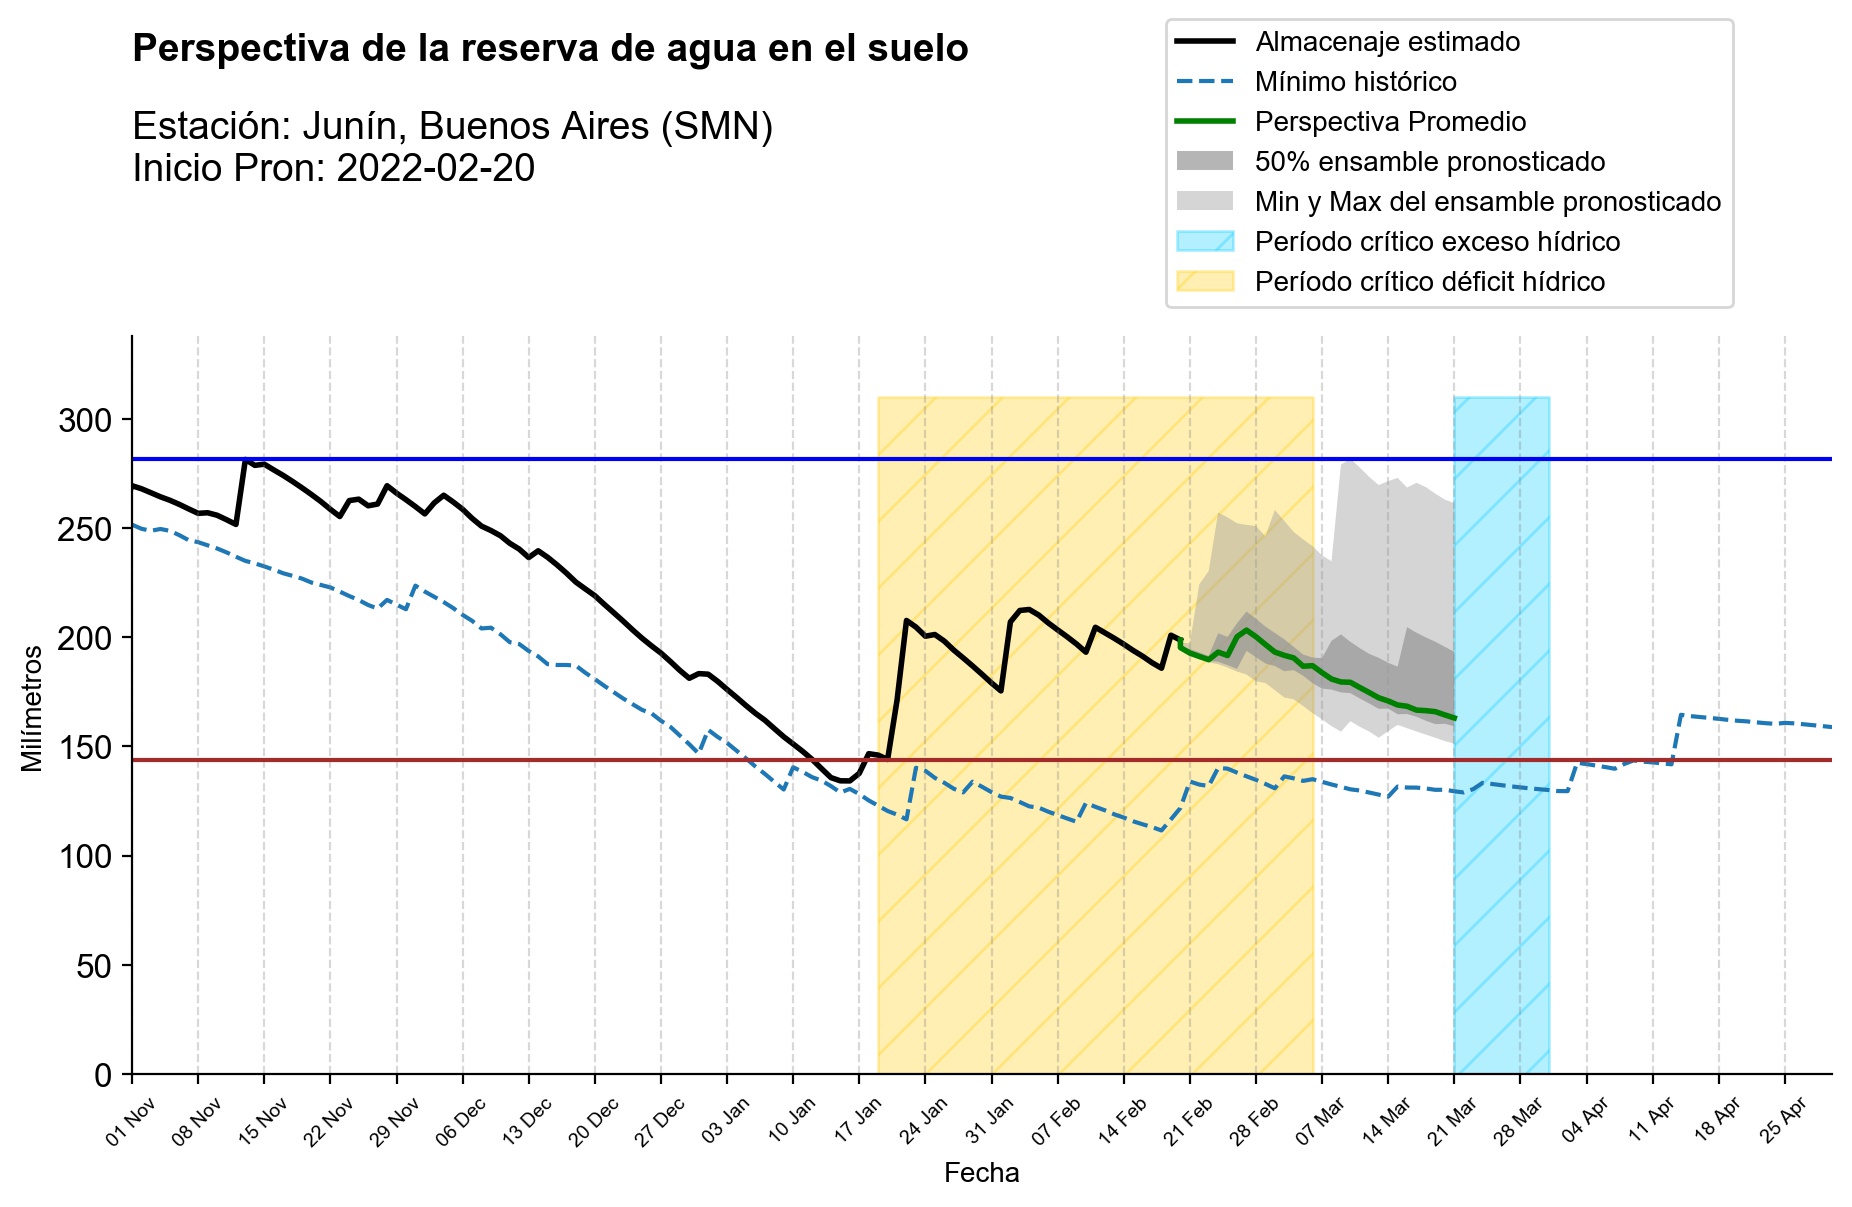 Perspectiva de la reserva de agua en el suelo
Estación: Junín, Buenos Aires (SMN)
Inicio Pron: 2022-02-20
Almacenaje estimado
Mínimo histórico
Perspectiva Promedio
50% ensamble pronosticado
Min y Max del ensamble pronosticado
Período crítico exceso hídrico
Período crítico déficit hídrico
Milímetros
300
250
200
150
100
50
0
01 Nov
08 Nov
15 Nov
22 Nov
29 Nov
06 Dec
13 Dec
20 Dec
27 Dec
03 Jan
10 Jan
17 Jan
24 Jan
31 Jan
07 Feb
14 Feb
21 Feb
28 Feb
07 Mar
14 Mar
21 Mar
28 Mar
04 Apr
11 Apr
18 Apr
25 Apr
Fecha